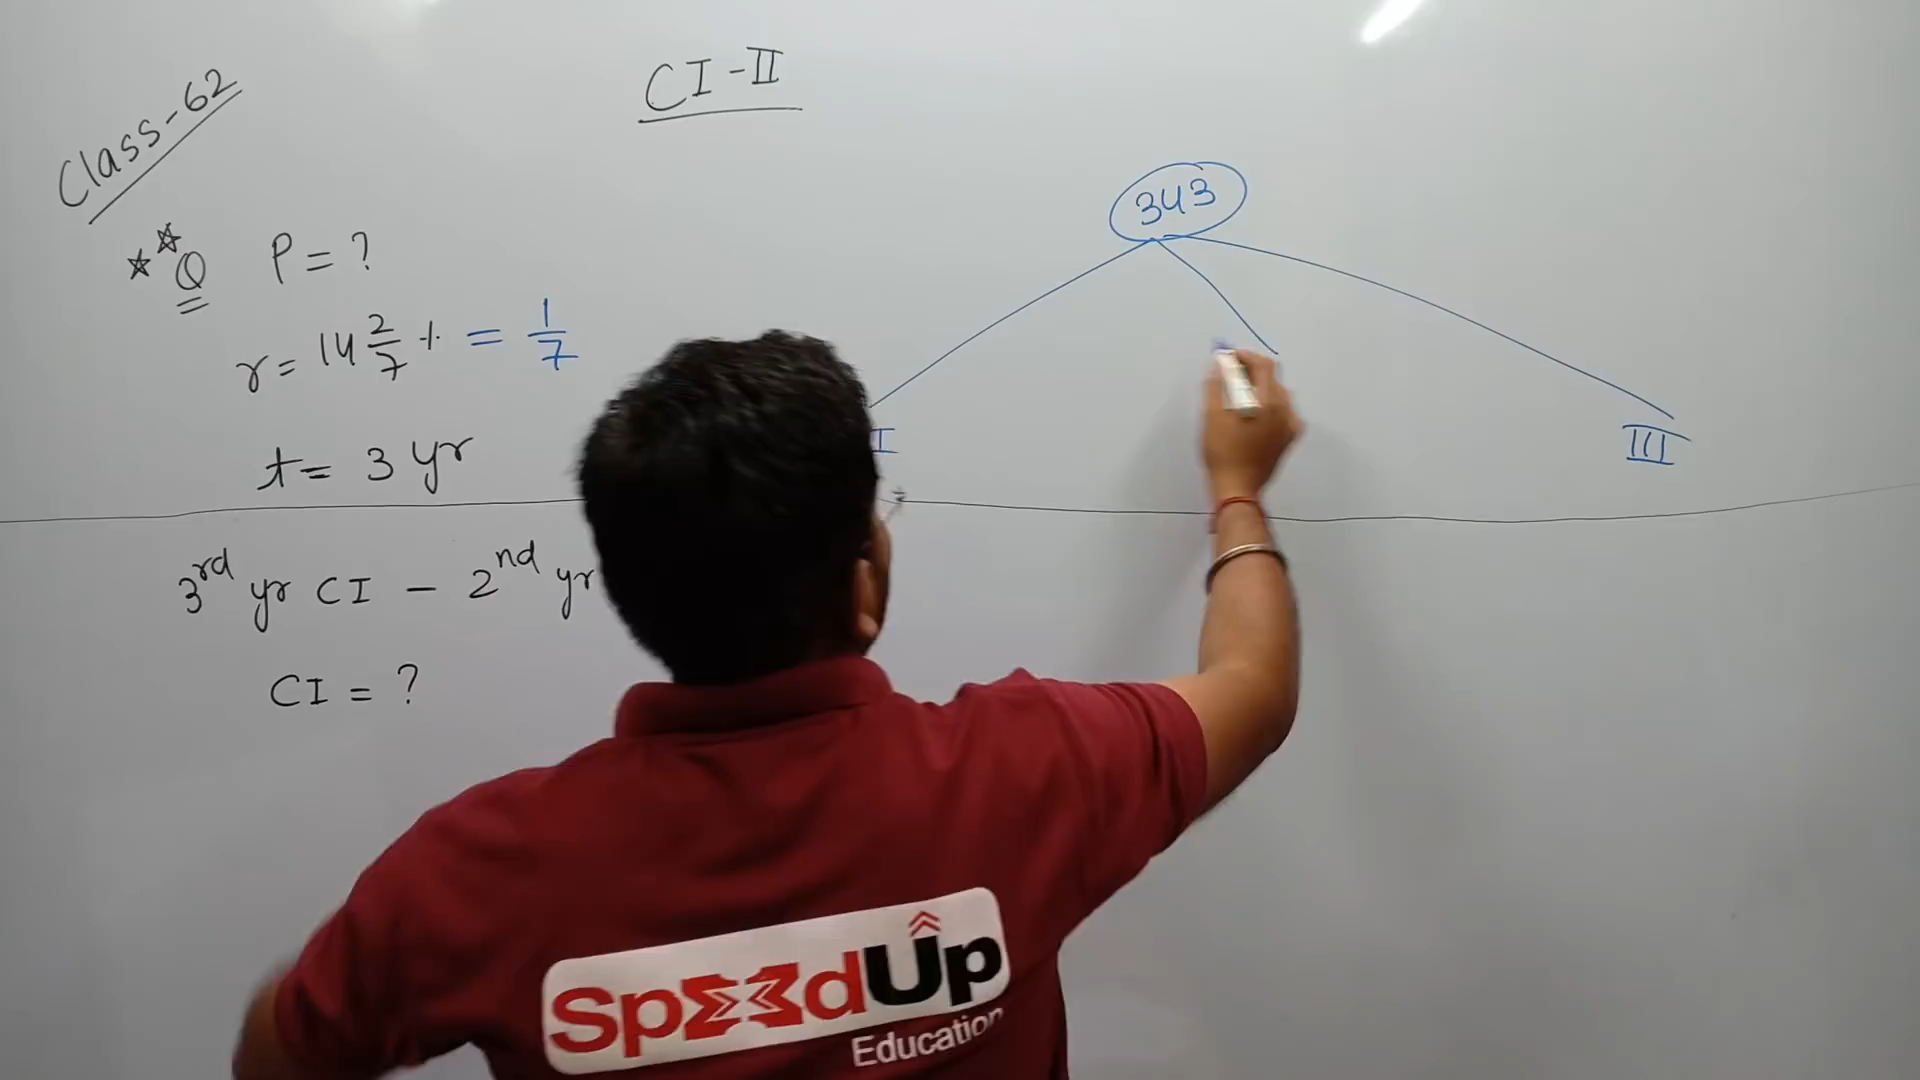 Class-62
CI-II
Q P = ?
r = 14 2/7 % = 1/7
t = 3 yr
3rd yr CI - 2nd yr
CI = ?
343
I
III
SpeedUp
Education